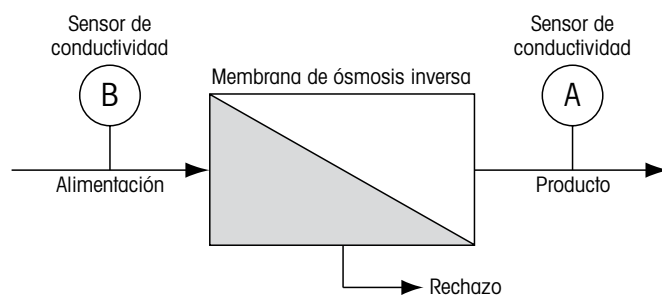 Sensor de
conductividad
B
Membrana de ósmosis inversa
Sensor de
conductividad
A
Alimentación
Producto
Rechazo